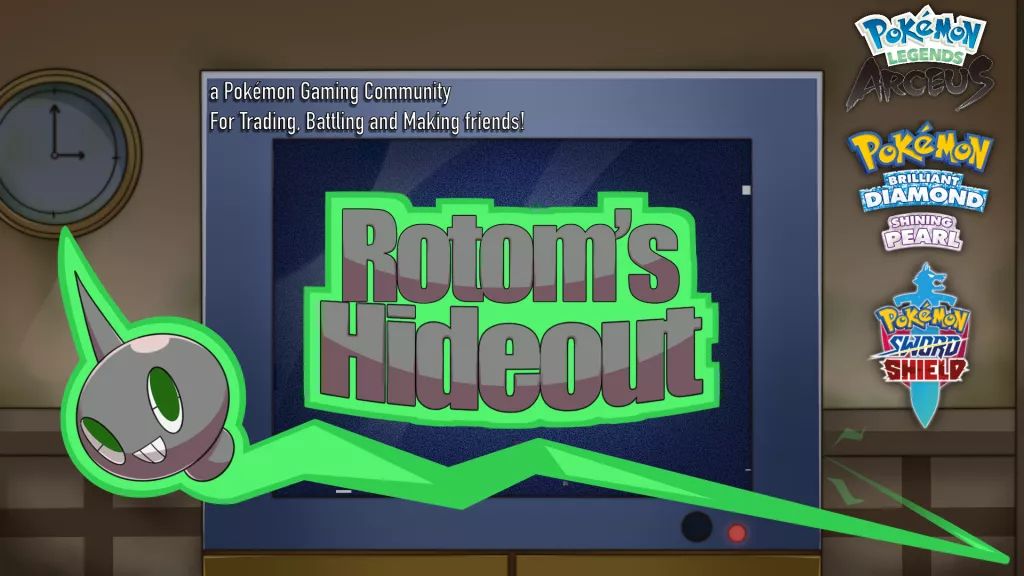 a Pokémon Gaming Community
For Trading, Battling and Making friends!
Rotom's
Hideout
POKéMON
LEGENDS
ARCEUS
POKéMON
BRILLIANT
DIAMOND
SHINING
PEARL
POKéMON
SWORD
SHIELD